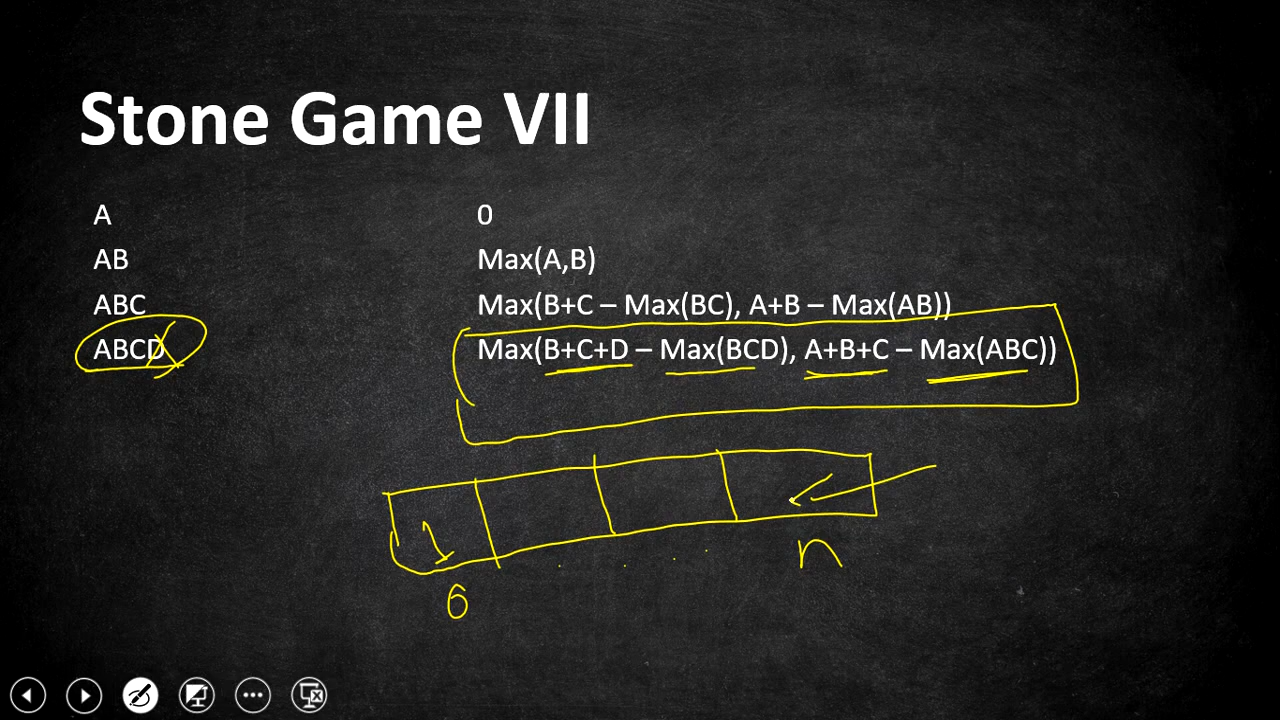 Stone Game VII
A 0
AB Max(A,B)
ABC Max(B+C – Max(BC), A+B – Max(AB))
ABCD Max(B+C+D – Max(BCD), A+B+C – Max(ABC))
1
6 n